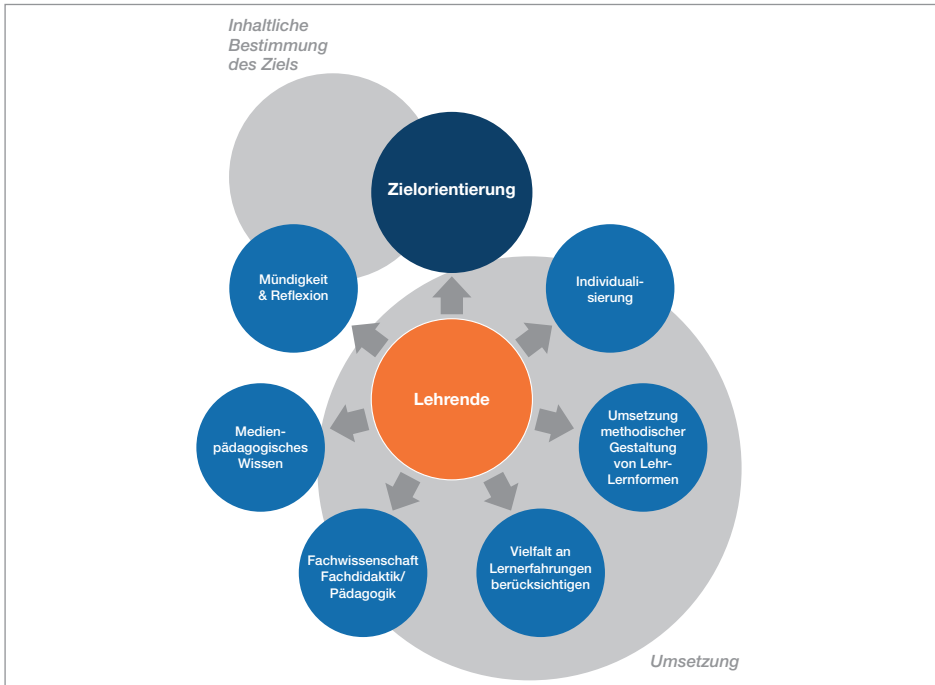 Inhaltliche
Bestimmung
des Ziels
Zielorientierung
Mündigkeit
& Reflexion
Individuali-
sierung
Lehrende
Medien-
pädagogisches
Wissen
Umsetzung
methodischer
Gestaltung
von Lehr-
Lernformen
Fachwissenschaft
Fachdidaktik/
Pädagogik
Vielfalt an
Lernerfahrungen
berücksichtigen
Umsetzung